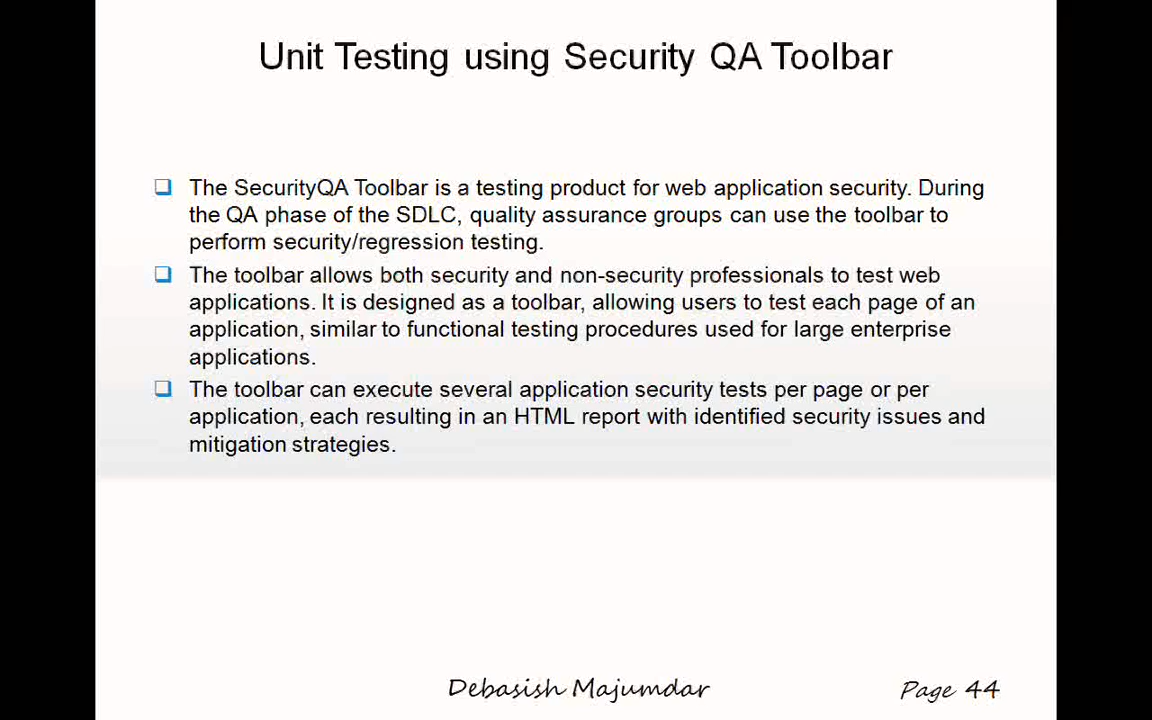 Unit Testing using Security QA Toolbar
The SecurityQA Toolbar is a testing product for web application security. During
the QA phase of the SDLC, quality assurance groups can use the toolbar to
perform security/regression testing.
The toolbar allows both security and non-security professionals to test web
applications. It is designed as a toolbar, allowing users to test each page of an
application, similar to functional testing procedures used for large enterprise
applications.
The toolbar can execute several application security tests per page or per
application, each resulting in an HTML report with identified security issues and
mitigation strategies.
Debasish Majumdar
Page 44